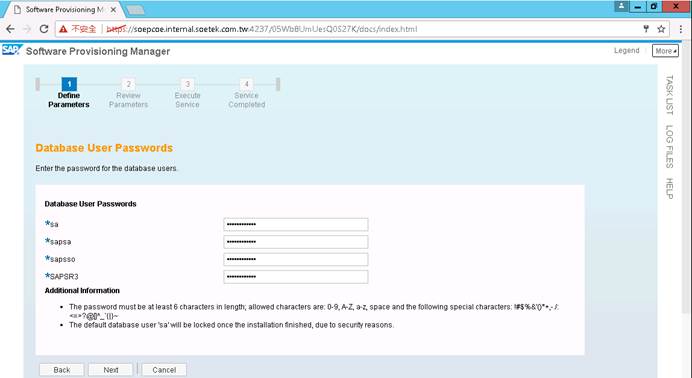 Software Provisioning M
不安全 https://soepcoe.internal.soetek.com.tw:4237/05WbBUmUesQ0S27K/docs/index.html
SAP Software Provisioning Manager
Legend More
1 2 3 4
Define Parameters Review Parameters Execute Service Service Completed
TASK LIST
LOG FILES
HELP
Database User Passwords
Enter the password for the database users.
Database User Passwords
*sa ••••••••••••
*sapsa ••••••••••••
*sapsso ••••••••••••
*SAPSR3 ••••••••••••
Additional Information
• The password must be at least 6 characters in length; allowed characters are: 0-9, A-Z, a-z, space and the following special characters:
• The default database user 'sa' will be locked once the installation finished, due to security reasons.
Back Next Cancel